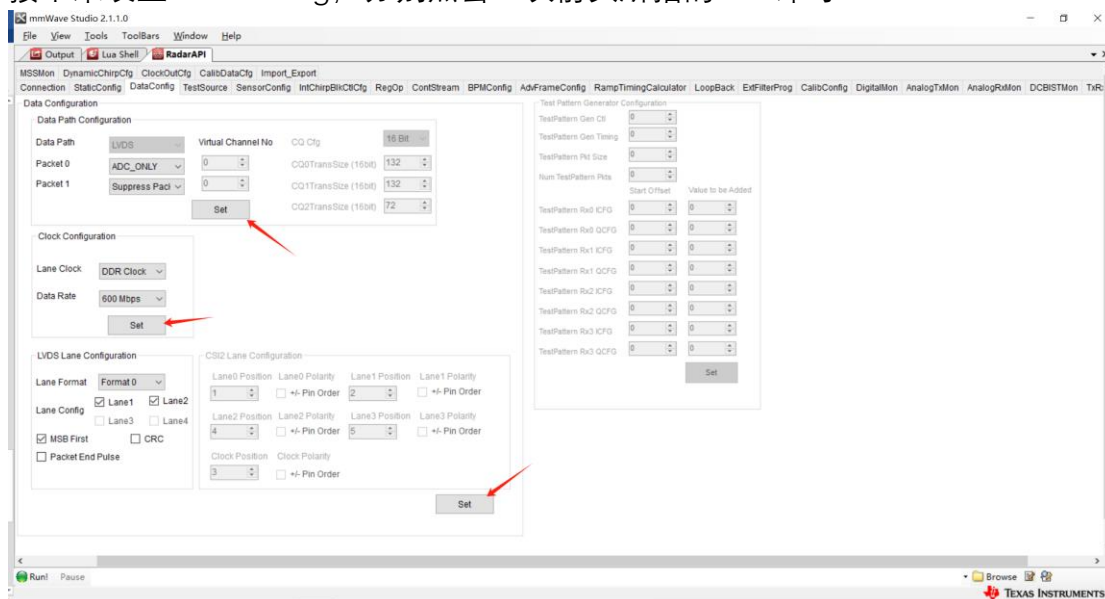 mmWave Studio 2.1.1.0
File View Tools ToolBars Window Help
Output Lua Shell RadarAPI
MSSMon DynamicChirpCfg ClockOutCfg CalibDataCfg Import_Export
Connection StaticConfig DataConfig TestSource SensorConfig IntChirpBlkCtlCfg RegOp ContStream BPMConfig AdvFrameConfig RampTimingCalculator LoopBack ExtFilterProg CalibConfig DigitalMon AnalogTxMon AnalogRxMon DCBISTMon TxR
Data Configuration
Data Path Configuration
Data Path LVDS Virtual Channel No CQ Cfg 16 Bit
Packet 0 ADC_ONLY 0 CQ0TransSize (16bit) 132
Packet 1 Suppress Pacl 0 CQ1TransSize (16bit) 132
Set CQ2TransSize (16bit) 72
Clock Configuration
Lane Clock DDR Clock
Data Rate 600 Mbps
Set
LVDS Lane Configuration
Lane Format Format 0
Lane Config Lane1 Lane2
Lane3 Lane4
MSB First CRC
Packet End Pulse
CSI2 Lane Configuration
Lane0 Position Lane0 Polarity Lane1 Position Lane1 Polarity
1 +/- Pin Order 2 +/- Pin Order
Lane2 Position Lane2 Polarity Lane3 Position Lane3 Polarity
4 +/- Pin Order 5 +/- Pin Order
Clock Position Clock Polarity
3 +/- Pin Order
Set
Test Pattern Generator Configuration
TestPattern Gen Ctl 0
TestPattern Gen Timing 0
TestPattern Pkt Size 0
Num TestPattern Pkts 0
Start Offset Value to be Added
TestPattern Rx0 ICFG 0 0
TestPattern Rx0 QCFG 0 0
TestPattern Rx1 ICFG 0 0
TestPattern Rx1 QCFG 0 0
TestPattern Rx2 ICFG 0 0
TestPattern Rx2 QCFG 0 0
TestPattern Rx3 ICFG 0 0
TestPattern Rx3 QCFG 0 0
Set
Run! Pause
Browse
TEXAS INSTRUMENTS